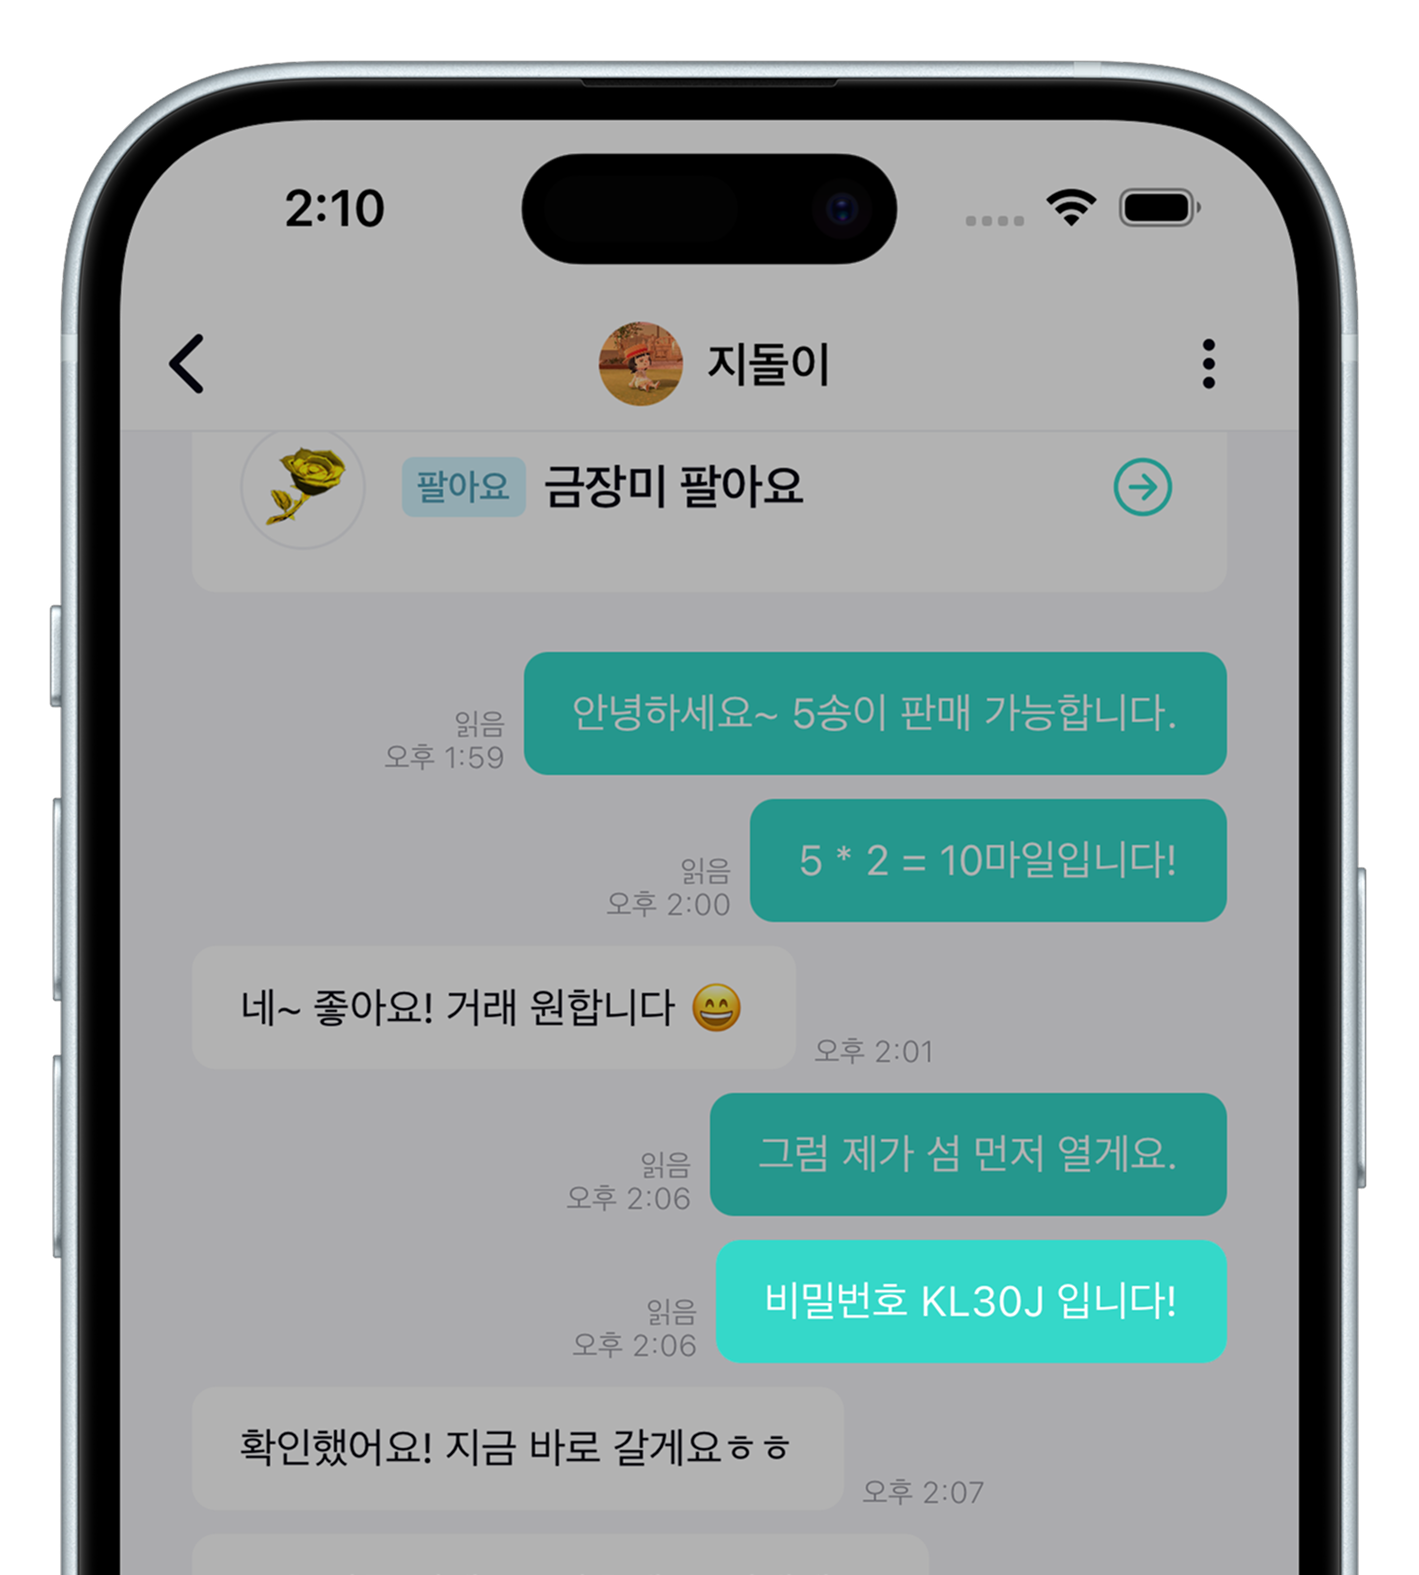 2:10
지돌이
팔아요 금장미 팔아요
안녕하세요~ 5송이 판매 가능합니다.
읽음
오후 1:59
5 * 2 = 10마일입니다!
읽음
오후 2:00
네~ 좋아요! 거래 원합니다 😄
오후 2:01
그럼 제가 섬 먼저 열게요.
읽음
오후 2:06
비밀번호 KL30J 입니다!
읽음
오후 2:06
확인했어요! 지금 바로 갈게요ㅎㅎ
오후 2:07